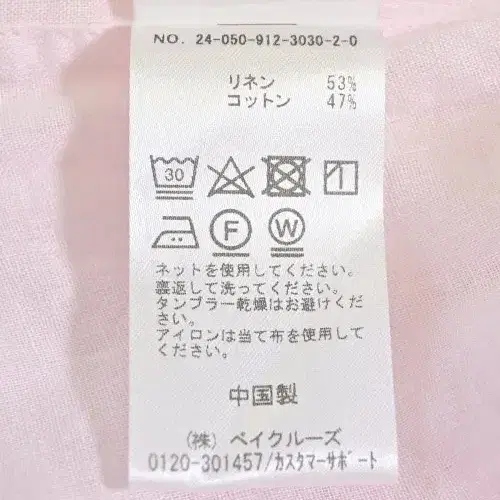 NO. 24-050-912-3030-2-0
リネン 53%
コットン 47%
30
F W
ネットを使用してください。
裏返して洗ってください。
タンブラー乾燥はお避けくだ
さい。
アイロンは当て布を使用して
ください。
中国製
(株) ベイクルーズ
0120-301457/カスタマーサポート